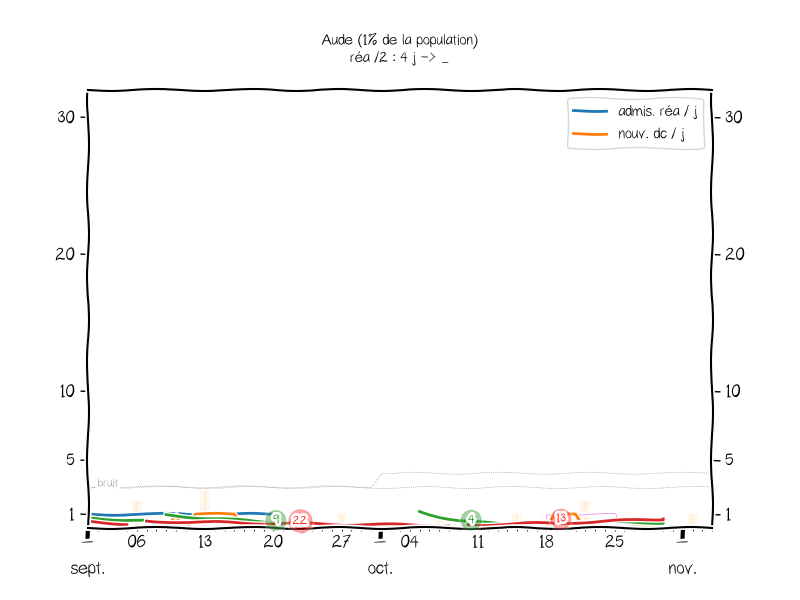 Aude (1% de la population)
réa /2 : 4 j -> _
admis. réa / j
nouv. dc / j
30
30
20
20
10
10
5
5
bruit
1
1
9
22
4
13
06
13
20
27
04
11
18
25
sept.
oct.
nov.